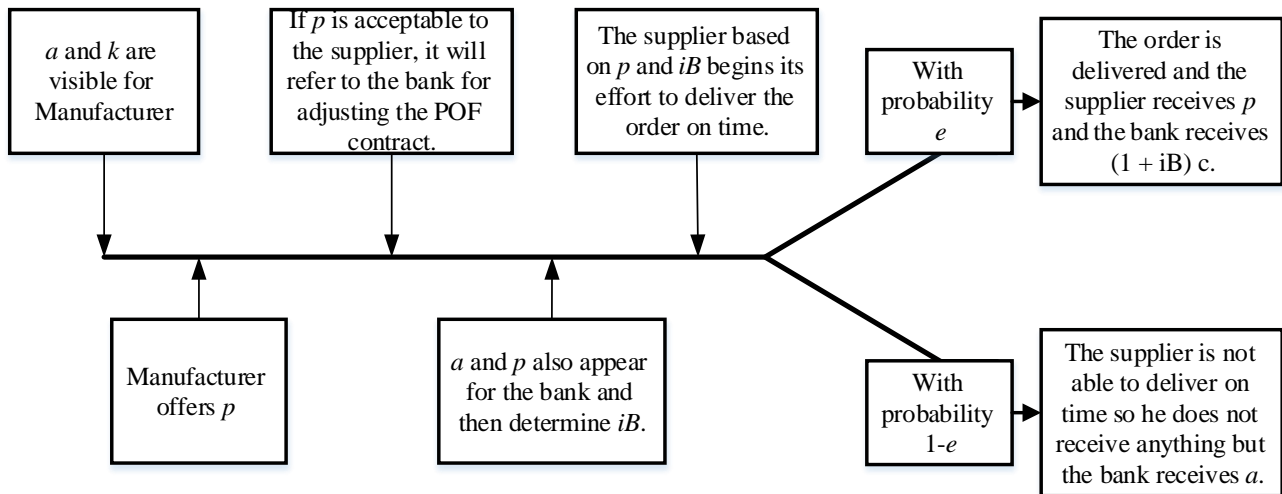 a and k are
visible for
Manufacturer
If p is acceptable
to the supplier, it will
refer to the bank for
adjusting the POF
contract.
The supplier based
on p and iB begins its
effort to deliver the
order on time.
With
probability
e
The order is
delivered and the
supplier receives p
and the bank receives
(1 + iB) c.
Manufacturer
offers p
a and p also appear
for the bank and
then determine iB.
With
probability
1-e
The supplier is not
able to deliver on
time so he does not
receive anything but
the bank receives a.